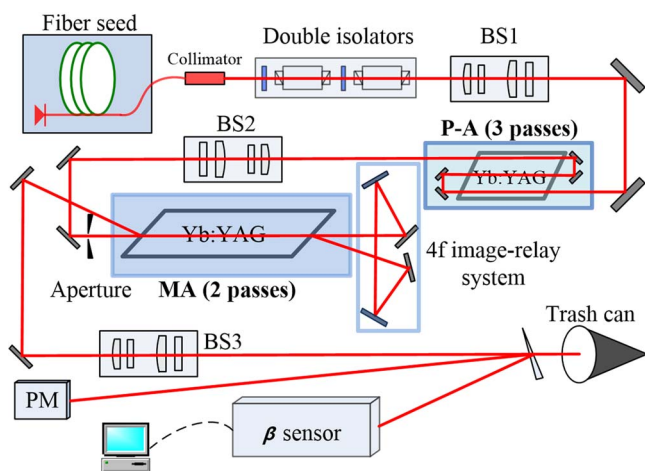 Fiber seed
Collimator
Double isolators
BS1
BS2
P-A (3 passes)
Yb:YAG
Yb:YAG
Aperture
MA (2 passes)
4f image-relay
system
Trash can
BS3
PM
β sensor